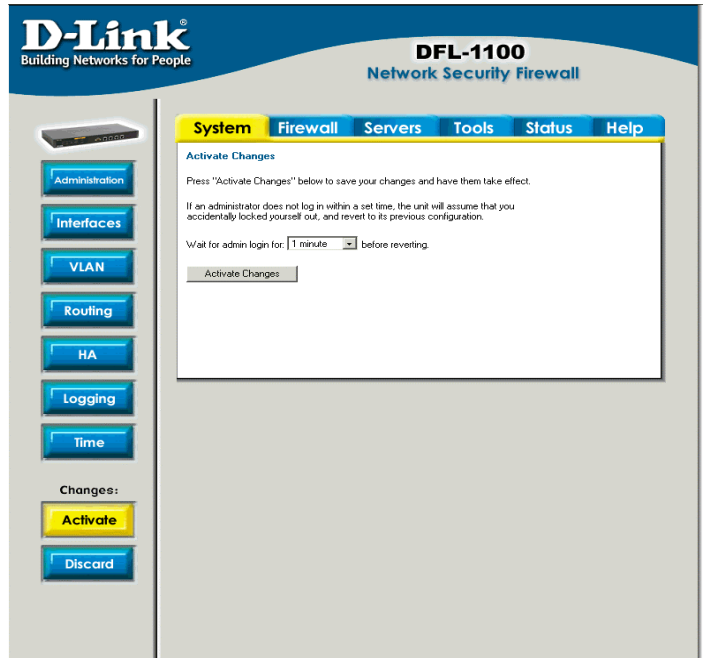 D-Link®
Building Networks for People
DFL-1100
Network Security Firewall
System Firewall Servers Tools Status Help
Administration
Interfaces
VLAN
Routing
HA
Logging
Time
Changes:
Activate
Discard
Activate Changes
Press "Activate Changes" below to save your changes and have them take effect.
If an administrator does not log in within a set time, the unit will assume that you
accidentally locked yourself out, and revert to its previous configuration.
Wait for admin login for: 1 minute before reverting.
Activate Changes